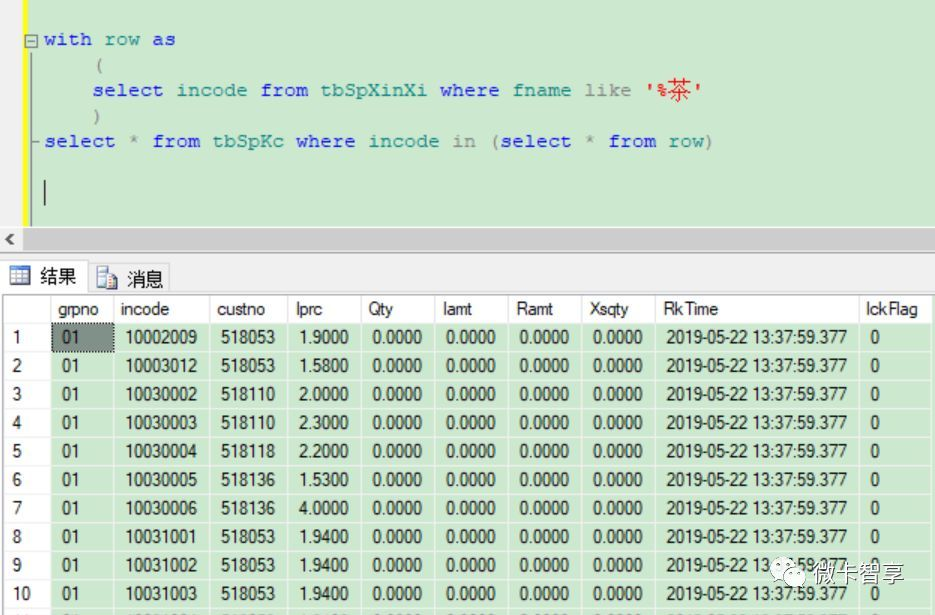 with row as
(
select incode from tbSpXinXi where fname like '%茶'
)
select * from tbSpKc where incode in (select * from row)
结果 消息
grpno incode custno Iprc Qty Iamt Ramt Xsqty RkTime IckFlag
1 01 10002009 518053 1.9000 0.0000 0.0000 0.0000 0.0000 2019-05-22 13:37:59.377 0
2 01 10003012 518053 1.5800 0.0000 0.0000 0.0000 0.0000 2019-05-22 13:37:59.377 0
3 01 10030002 518110 2.0000 0.0000 0.0000 0.0000 0.0000 2019-05-22 13:37:59.377 0
4 01 10030003 518110 2.3000 0.0000 0.0000 0.0000 0.0000 2019-05-22 13:37:59.377 0
5 01 10030004 518118 2.2000 0.0000 0.0000 0.0000 0.0000 2019-05-22 13:37:59.377 0
6 01 10030005 518136 1.5300 0.0000 0.0000 0.0000 0.0000 2019-05-22 13:37:59.377 0
7 01 10030006 518136 4.0000 0.0000 0.0000 0.0000 0.0000 2019-05-22 13:37:59.377 0
8 01 10031001 518053 1.9400 0.0000 0.0000 0.0000 0.0000 2019-05-22 13:37:59.377 0
9 01 10031002 518053 1.9400 0.0000 0.0000 0.0000 0.0000 2019-05-22 13:37:59.377 0
10 01 10031003 518053 1.9400 0.0000 0.0000 0.0000 0.0000 2019-05-22 13:37:59.377 0
微卡智享